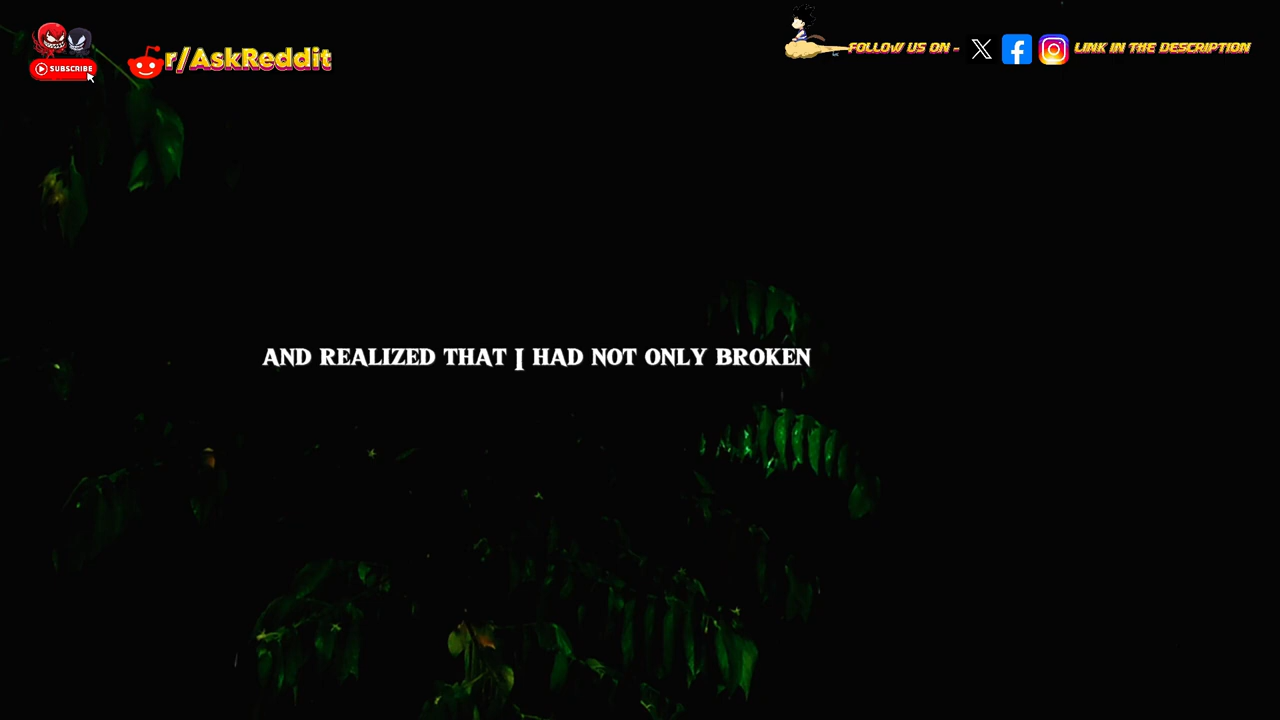 SUBSCRIBE
r/AskReddit
FOLLOW US ON -
LINK IN THE DESCRIPTION
AND REALIZED THAT I HAD NOT ONLY BROKEN